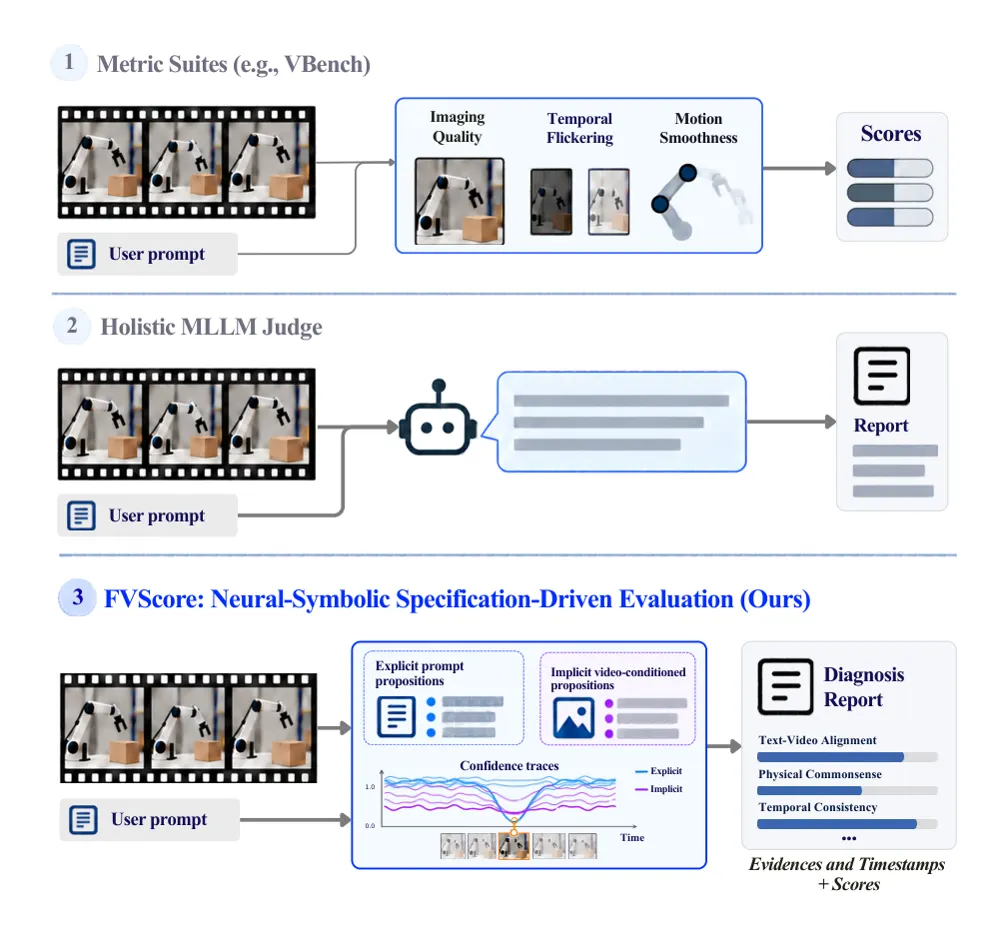 1
Metric Suites (e.g., VBench)
Imaging
Quality
Temporal
Flickering
Motion
Smoothness
Scores
User prompt
2
Holistic MLLM Judge
Report
User prompt
3
FVScore: Neural-Symbolic Specification-Driven Evaluation (Ours)
Explicit prompt
propositions
Implicit video-conditioned
propositions
Confidence traces
1.0
0.0
Explicit
Implicit
Time
User prompt
Diagnosis
Report
Text-Video Alignment
Physical Commonsense
Temporal Consistency
...
Evidences and Timestamps
+ Scores